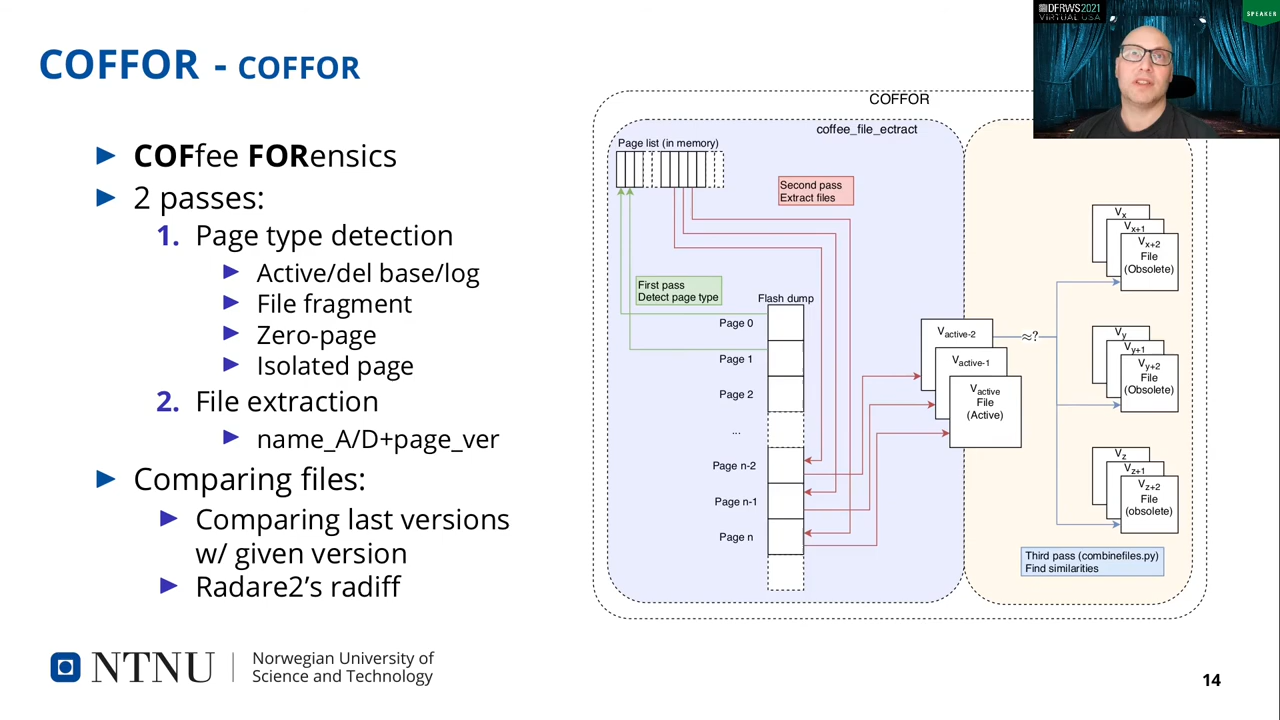 COFFOR - COFFOR
COFfee FORensics
2 passes:
1. Page type detection
Active/del base/log
File fragment
Zero-page
Isolated page
2. File extraction
name_A/D+page_ver
Comparing files:
Comparing last versions
w/ given version
Radare2's radiff
COFFOR
coffee_file_ectract
Page list (in memory)
Second pass
Extract files
First pass
Detect page type
Flash dump
Page 0
Page 1
Page 2
...
Page n-2
Page n-1
Page n
Vactive-2
Vactive-1
Vactive
File
(Active)
≈?
Vx
Vx+1
Vx+2
File
(Obsolete)
Vy
Vy+1
Vy+2
File
(Obsolete)
Vz
Vz+1
Vz+2
File
(obsolete)
Third pass (combinefiles.py)
Find similarities
DFRWS2021
VIRTUAL USA
SPEAKER
NTNU
Norwegian University of
Science and Technology
14